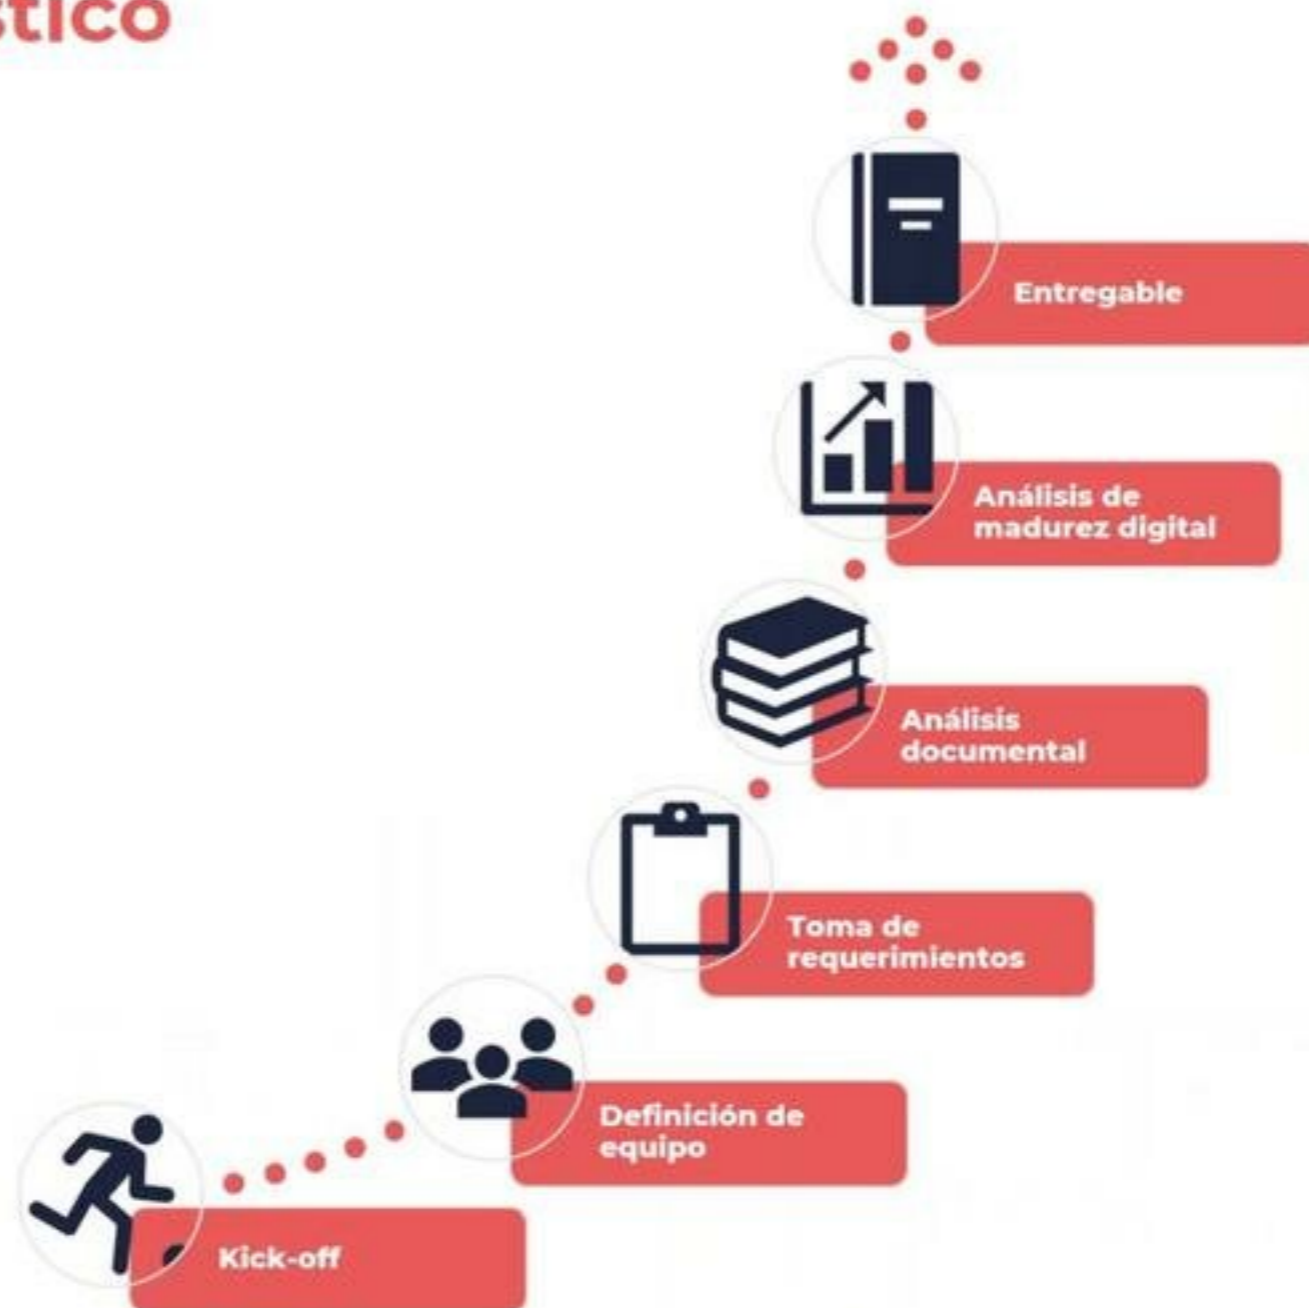 stico
Entregable
Análisis de
madurez digital
Análisis
documental
Toma de
requerimientos
Definición de
equipo
Kick-off